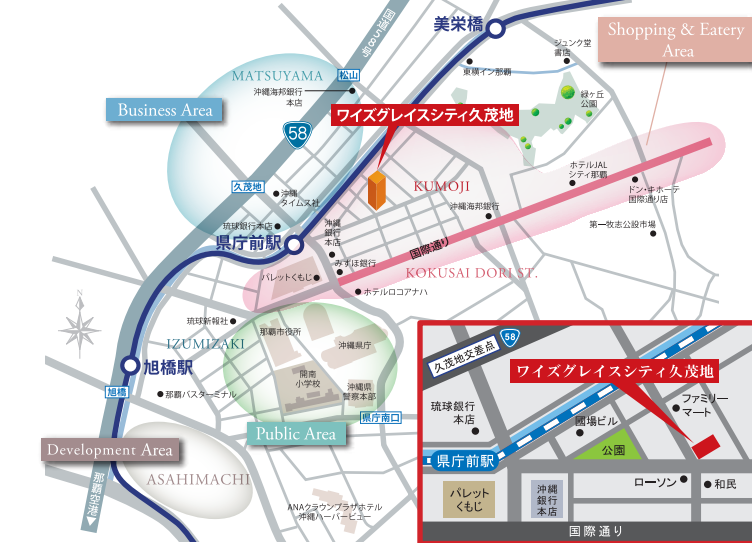 国道58号
美栄橋
Shopping & Eatery
Area
ジュンク堂
書店
MATSUYAMA
松山
東横イン那覇
沖縄海邦銀行
本店
緑ヶ丘
公園
Business Area
ワイズグレイスシティ久茂地
58
ホテルJAL
シティ那覇
久茂地
沖縄
タイムス社
KUMOJI
ドン・キホーテ
国際通り店
沖縄海邦銀行
琉球銀行本店
沖縄
銀行
本店
第一牧志公設市場
県庁前駅
国際通り
みずほ銀行
パレットくもじ
KOKUSAI DORI ST.
ホテルロコアナハ
N
琉球新報社
那覇市役所
IZUMIZAKI
沖縄県庁
旭橋駅
開南
小学校
旭橋
那覇バスターミナル
沖縄県
警察本部
県庁南口
Public Area
Development Area
ASAHIMACHI
那覇空港
ANAクラウンプラザホテル
沖縄ハーバービュー
58
久茂地交差点
ワイズグレイスシティ久茂地
琉球銀行
本店
國場ビル
ファミリー
マート
公園
県庁前駅
ローソン
和民
パレット
くもじ
沖縄
銀行
本店
国際通り